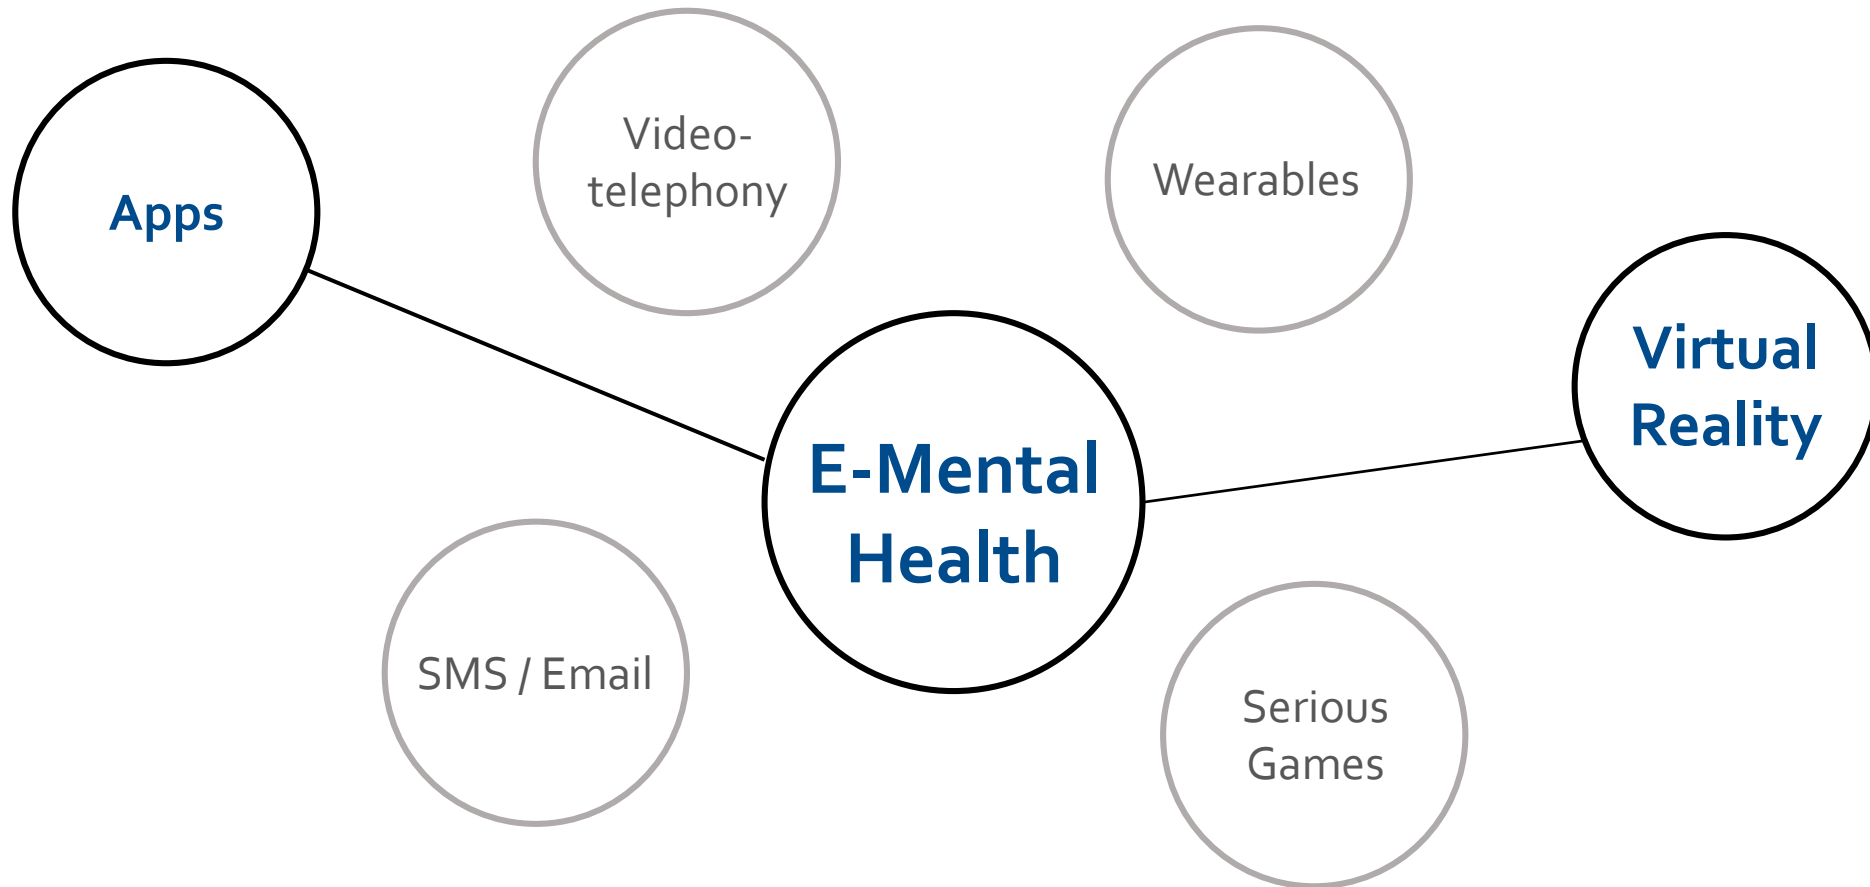 Apps
Video-
telephony
Wearables
Virtual
Reality
E-Mental
Health
SMS / Email
Serious
Games